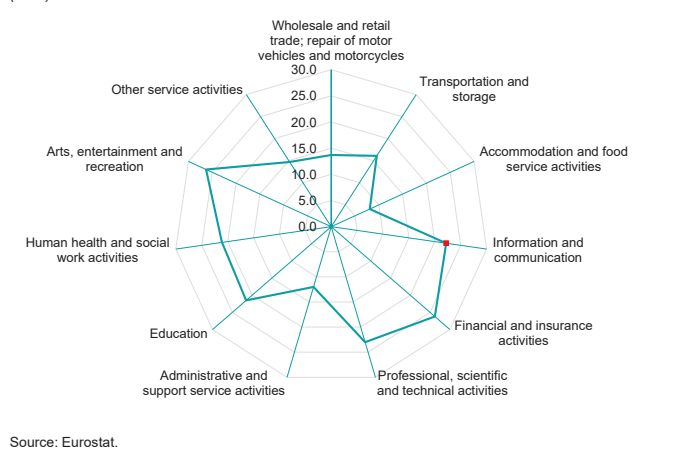 Wholesale and retail
trade; repair of motor
vehicles and motorcycles
30.0
25.0
20.0
15.0
10.0
5.0
0.0
Transportation and
storage
Accommodation and food
service activities
Information and
communication
Financial and insurance
activities
Professional, scientific
and technical activities
Administrative and
support service activities
Education
Human health and social
work activities
Arts, entertainment and
recreation
Other service activities
Source: Eurostat.